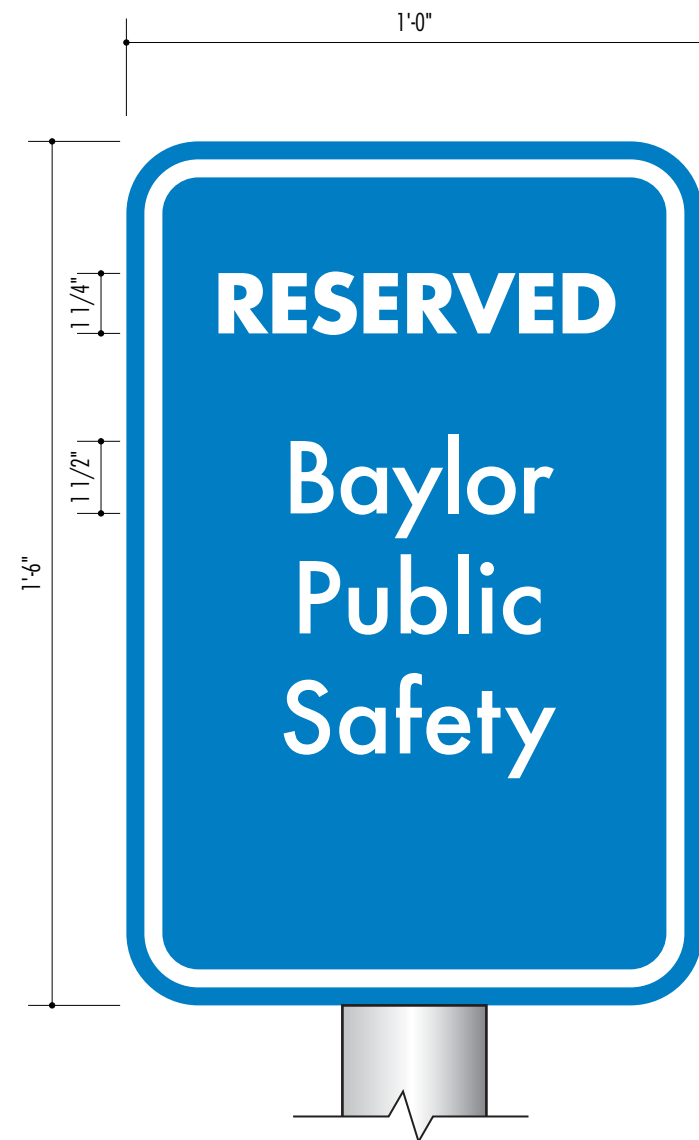 1'-0"
RESERVED
1 1/4"
Baylor
1 1/2"
Public
1'-6"
Safety